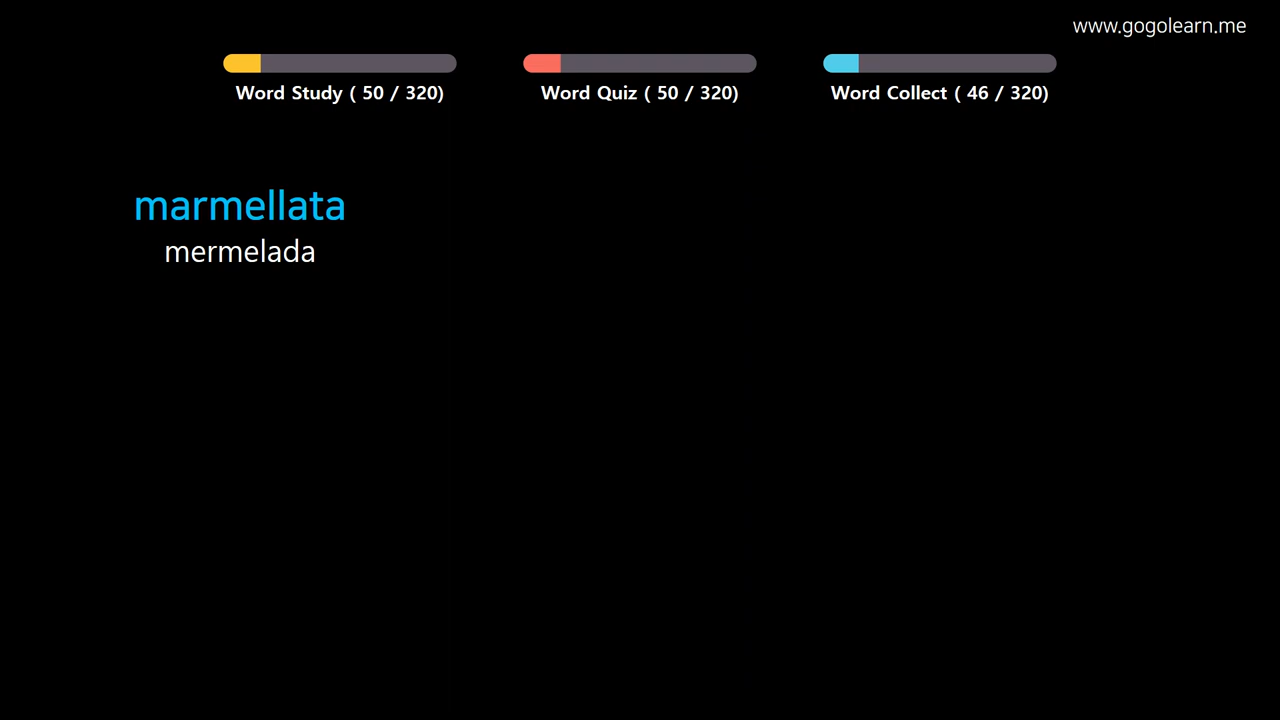 www.gogolearn.me
Word Study ( 50 / 320)
Word Quiz ( 50 / 320)
Word Collect ( 46 / 320)
marmellata
mermelada